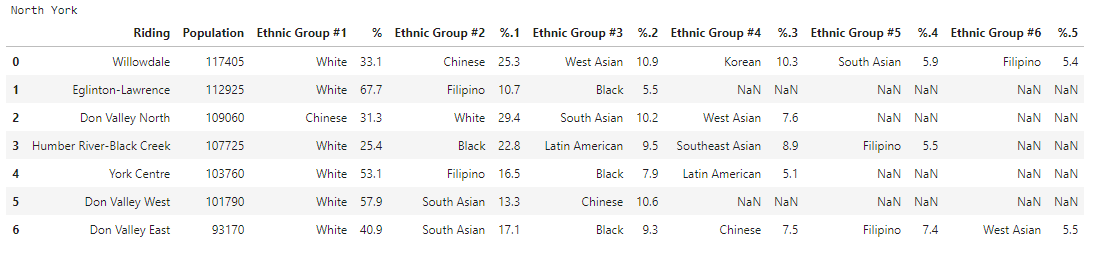 North York
Riding Population Ethnic Group #1 % Ethnic Group #2 %.1 Ethnic Group #3 %.2 Ethnic Group #4 %.3 Ethnic Group #5 %.4 Ethnic Group #6 %.5
0 Willowdale 117405 White 33.1 Chinese 25.3 West Asian 10.9 Korean 10.3 South Asian 5.9 Filipino 5.4
1 Eglinton-Lawrence 112925 White 67.7 Filipino 10.7 Black 5.5 NaN NaN NaN NaN NaN NaN
2 Don Valley North 109060 Chinese 31.3 White 29.4 South Asian 10.2 West Asian 7.6 NaN NaN NaN NaN
3 Humber River-Black Creek 107725 White 25.4 Black 22.8 Latin American 9.5 Southeast Asian 8.9 Filipino 5.5 NaN NaN
4 York Centre 103760 White 53.1 Filipino 16.5 Black 7.9 Latin American 5.1 NaN NaN NaN NaN
5 Don Valley West 101790 White 57.9 South Asian 13.3 Chinese 10.6 NaN NaN NaN NaN NaN NaN
6 Don Valley East 93170 White 40.9 South Asian 17.1 Black 9.3 Chinese 7.5 Filipino 7.4 West Asian 5.5